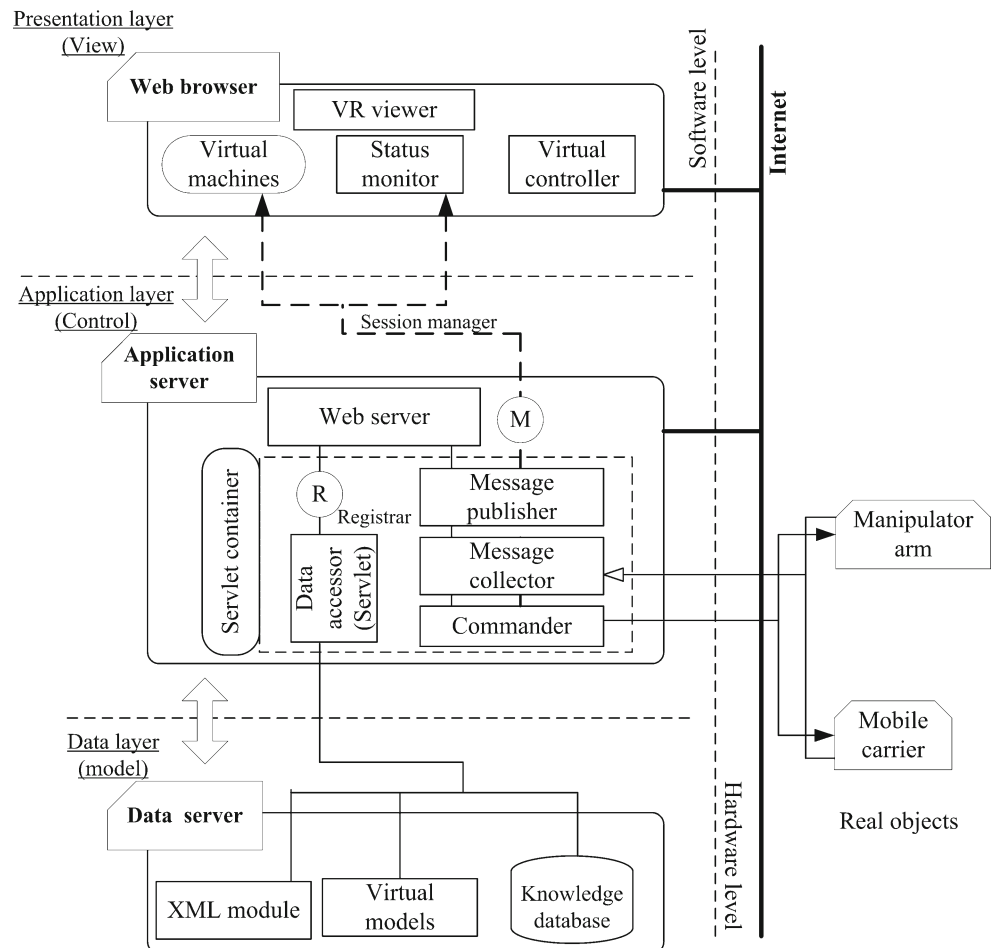 Presentation layer
(View)
Web browser
VR viewer
Virtual
machines
Status
monitor
Virtual
controller
Software level
Internet
Application layer
(Control)
Session manager
Application
server
Web server
M
Servlet container
R
Registrar
Message
publisher
Data
accessor
(Servlet)
Message
collector
Commander
Manipulator
arm
Mobile
carrier
Real objects
Hardware level
Data layer
(model)
Data server
XML module
Virtual
models
Knowledge
database